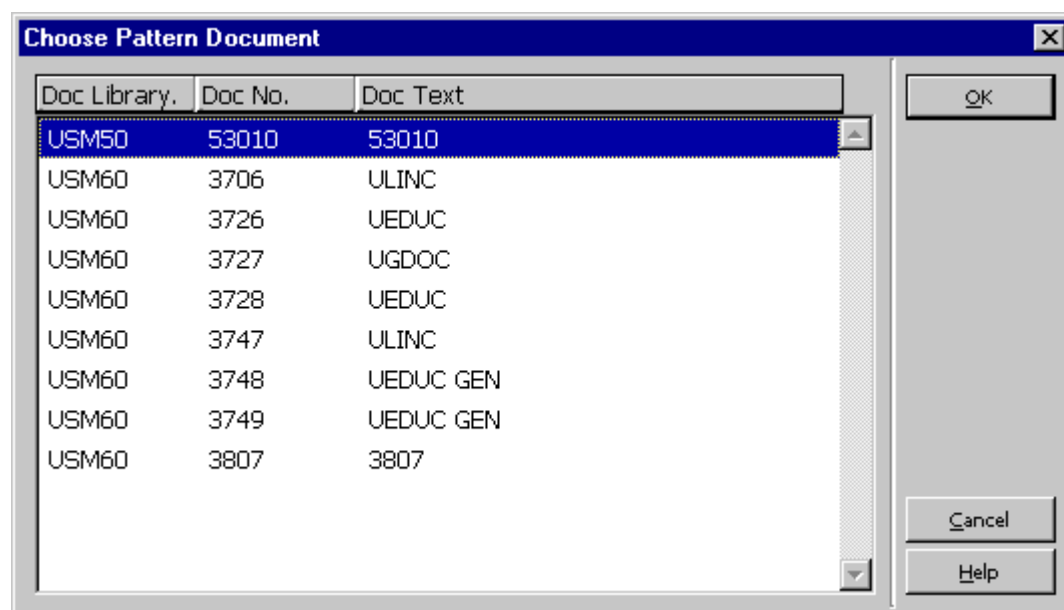 Choose Pattern Document
Doc Library. Doc No. Doc Text
OK
USM50 53010 53010
USM60 3706 ULINC
USM60 3726 UEDUC
USM60 3727 UGDOC
USM60 3728 UEDUC
USM60 3747 ULINC
USM60 3748 UEDUC GEN
USM60 3749 UEDUC GEN
USM60 3807 3807
Cancel
Help